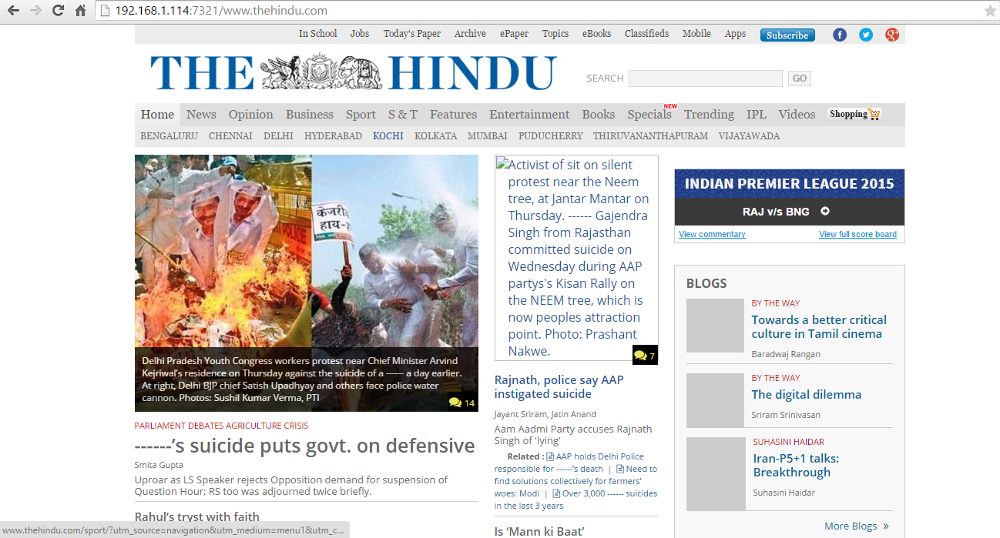 192.168.1.114:7321/www.thehindu.com
In School Jobs Today's Paper Archive ePaper Topics eBooks Classifieds Mobile Apps Subscribe
THE HINDU
SEARCH GO
Home News Opinion Business Sport S & T Features Entertainment Books Specials NEW Trending IPL Videos Shopping
BENGALURU CHENNAI DELHI HYDERABAD KOCHI KOLKATA MUMBAI PUDUCHERRY THIRUVANANTHAPURAM VIJAYAWADA
केजरी
हाय-ह
Delhi Pradesh Youth Congress workers protest near Chief Minister Arvind
Kejriwal's residence on Thursday against the suicide of a ------ a day earlier.
At right, Delhi BJP chief Satish Upadhyay and others face police water
cannon. Photos: Sushil Kumar Verma, PTI
14
PARLIAMENT DEBATES AGRICULTURE CRISIS
------'s suicide puts govt. on defensive
Smita Gupta
Uproar as LS Speaker rejects Opposition demand for suspension of
Question Hour; RS too was adjourned twice briefly.
Rahul's tryst with faith
Activist of sit on silent
protest near the Neem
tree, at Jantar Mantar on
Thursday. ------ Gajendra
Singh from Rajasthan
committed suicide on
Wednesday during AAP
partys's Kisan Rally on
the NEEM tree, which is
now peoples attraction
point. Photo: Prashant
Nakwe.
7
Rajnath, police say AAP
instigated suicide
Jayant Sriram, Jatin Anand
Aam Aadmi Party accuses Rajnath
Singh of 'lying'
Related : AAP holds Delhi Police
responsible for ------'s death | Need to
find solutions collectively for farmers'
woes: Modi | Over 3,000 ------ suicides
in the last 3 years
Is 'Mann ki Baat'
INDIAN PREMIER LEAGUE 2015
RAJ v/s BNG
View commentary View full score board
BLOGS
BY THE WAY
Towards a better critical
culture in Tamil cinema
Baradwaj Rangan
BY THE WAY
The digital dilemma
Sriram Srinivasan
SUHASINI HAIDAR
Iran-P5+1 talks:
Breakthrough
Suhasini Haidar
More Blogs »
www.thehindu.com/sport/?utm_source=navigation&utm_medium=menu1&utm_c...